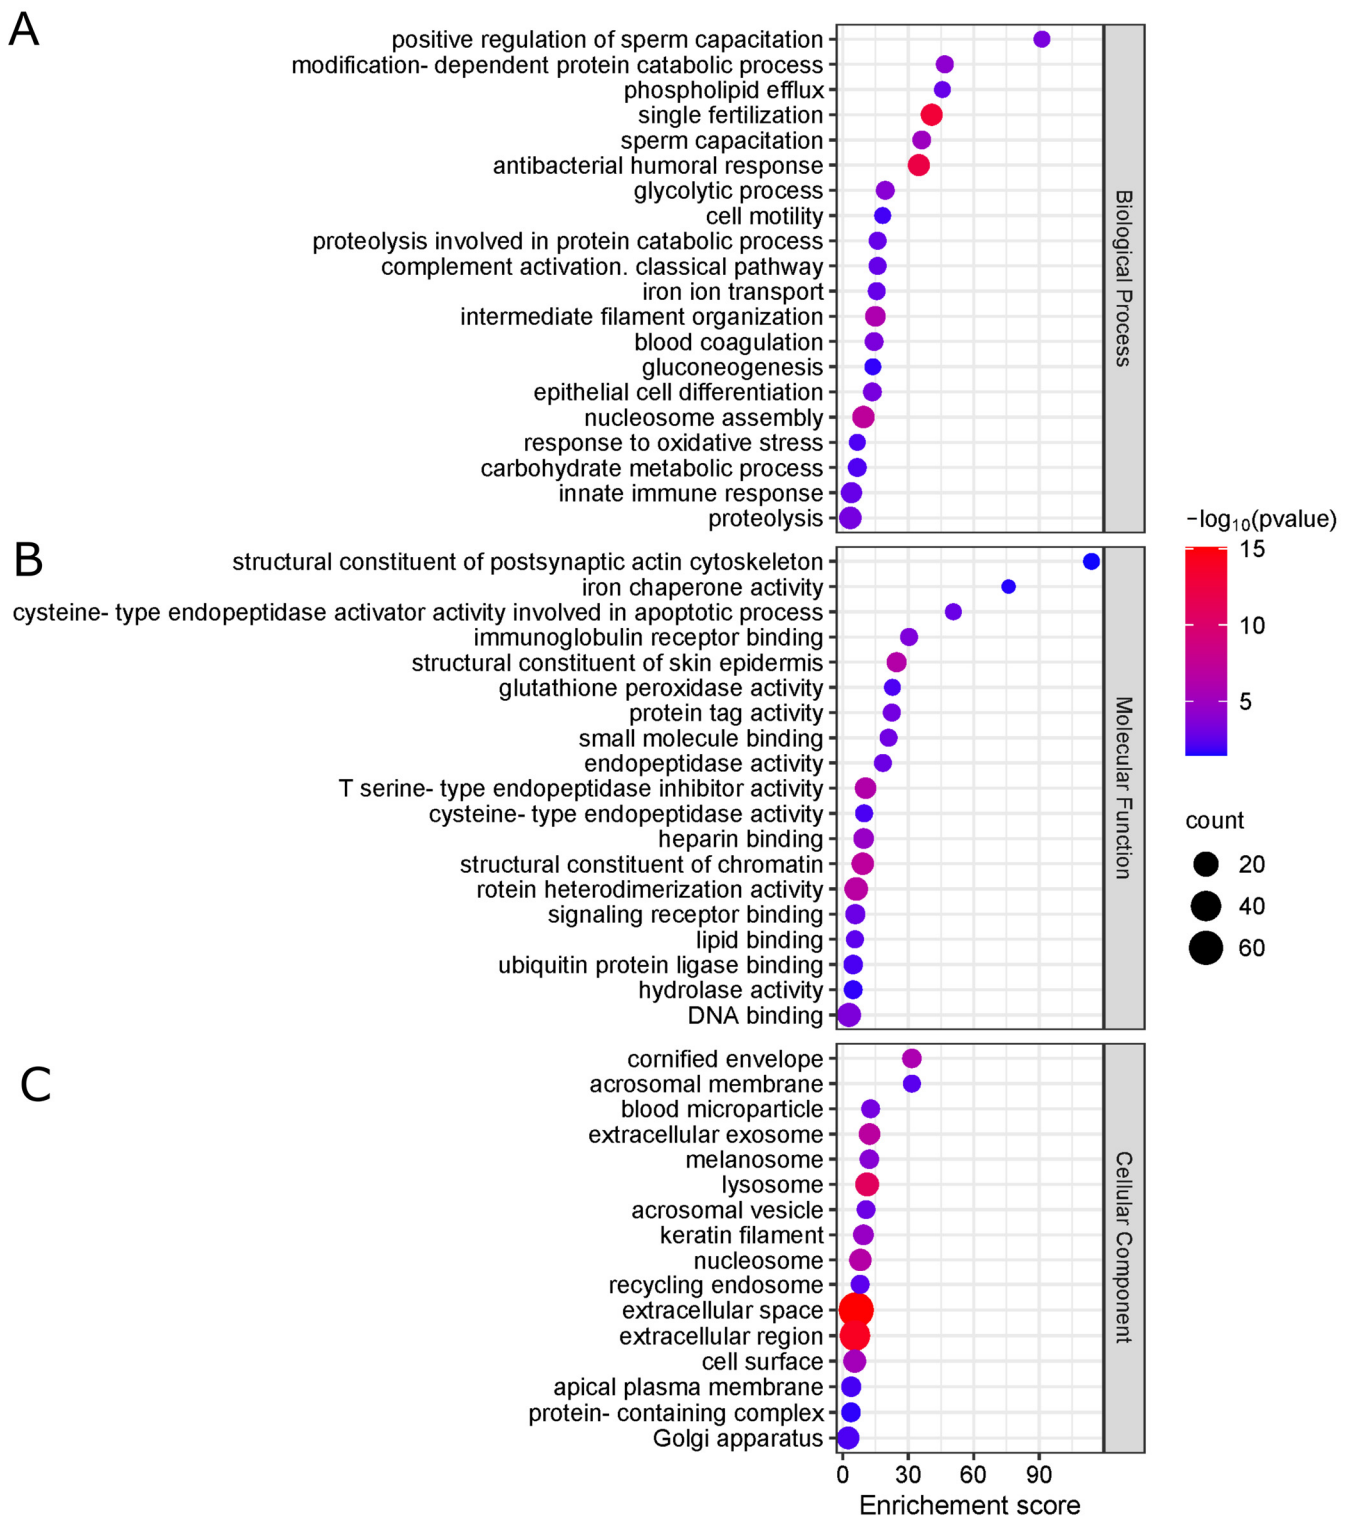 A
positive regulation of sperm capacitation
modification- dependent protein catabolic process
phospholipid efflux
single fertilization
sperm capacitation
antibacterial humoral response
glycolytic process
cell motility
proteolysis involved in protein catabolic process
complement activation. classical pathway
iron ion transport
intermediate filament organization
blood coagulation
gluconeogenesis
epithelial cell differentiation
nucleosome assembly
response to oxidative stress
carbohydrate metabolic process
innate immune response
proteolysis
Biological Process
B
structural constituent of postsynaptic actin cytoskeleton
iron chaperone activity
cysteine- type endopeptidase activator activity involved in apoptotic process
immunoglobulin receptor binding
structural constituent of skin epidermis
glutathione peroxidase activity
protein tag activity
small molecule binding
endopeptidase activity
T serine- type endopeptidase inhibitor activity
cysteine- type endopeptidase activity
heparin binding
structural constituent of chromatin
rotein heterodimerization activity
signaling receptor binding
lipid binding
ubiquitin protein ligase binding
hydrolase activity
DNA binding
Molecular Function
C
cornified envelope
acrosomal membrane
blood microparticle
extracellular exosome
melanosome
lysosome
acrosomal vesicle
keratin filament
nucleosome
recycling endosome
extracellular space
extracellular region
cell surface
apical plasma membrane
protein- containing complex
Golgi apparatus
Cellular Component
0 30 60 90
Enrichement score
−log₁₀(pvalue)
15
10
5
count
20
40
60